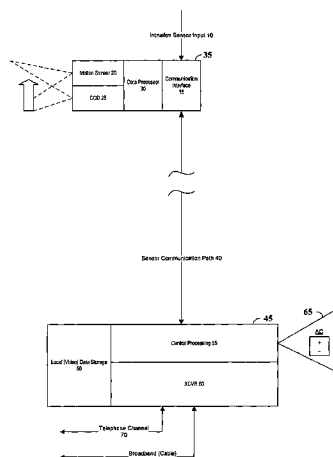 Intrusion Sensor Input 10
35
Motion Sensor 20
CCD 25
Data Processor
30
Communication
Interface
15
Sensor Communication Path 40
45
65
Local (Video) Data Storage
50
Control Processing 55
XCVR 60
AC
+
−
Telephone Channel
70
Broadband (Cable)